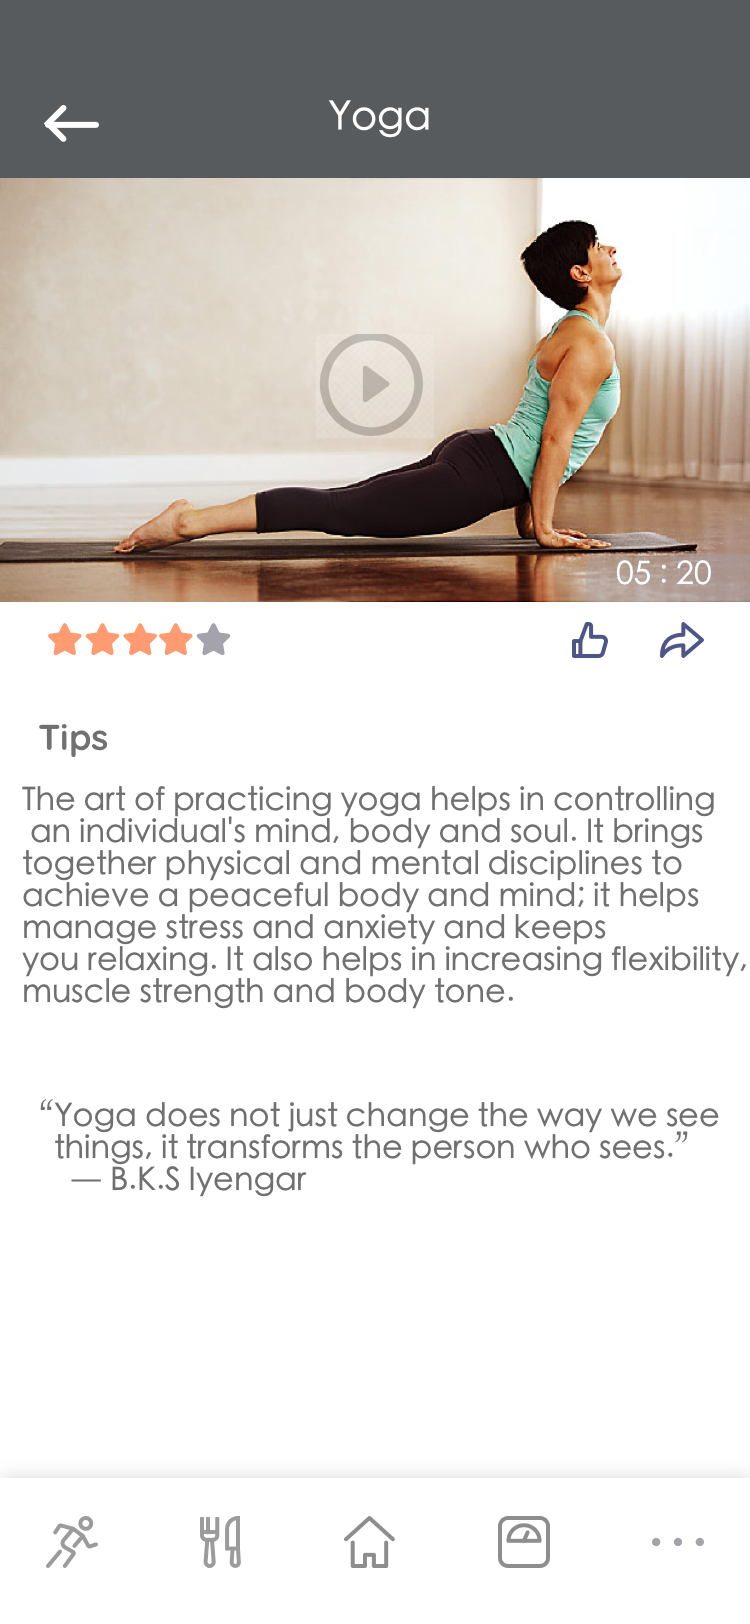 Yoga
05 : 20
Tips
The art of practicing yoga helps in controlling
an individual's mind, body and soul. It brings
together physical and mental disciplines to
achieve a peaceful body and mind; it helps
manage stress and anxiety and keeps
you relaxing. It also helps in increasing flexibility,
muscle strength and body tone.
“Yoga does not just change the way we see
things, it transforms the person who sees.”
— B.K.S Iyengar